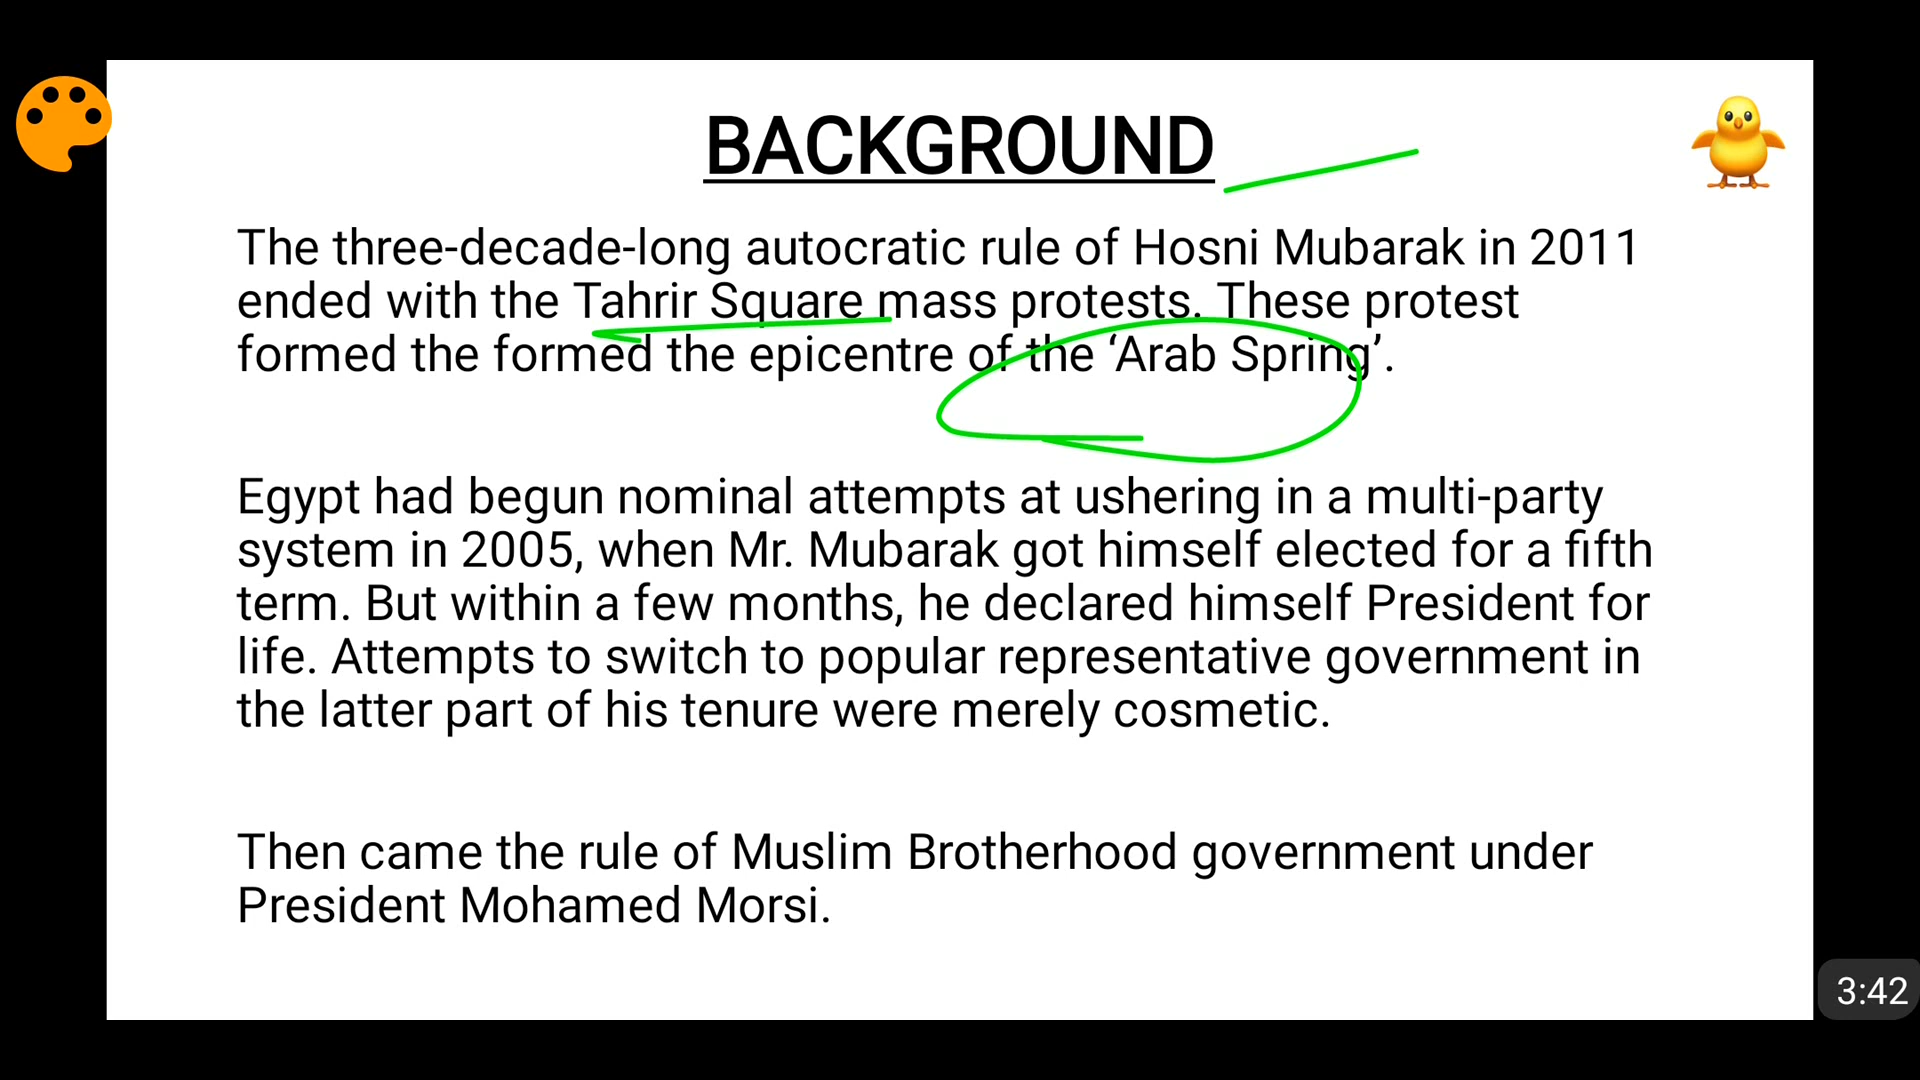 BACKGROUND
The three-decade-long autocratic rule of Hosni Mubarak in 2011
ended with the Tahrir Square mass protests. These protest
formed the formed the epicentre of the ‘Arab Spring’.
Egypt had begun nominal attempts at ushering in a multi-party
system in 2005, when Mr. Mubarak got himself elected for a fifth
term. But within a few months, he declared himself President for
life. Attempts to switch to popular representative government in
the latter part of his tenure were merely cosmetic.
Then came the rule of Muslim Brotherhood government under
President Mohamed Morsi.
3:42